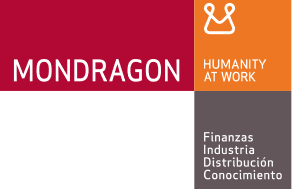 MONDRAGON
HUMANITY
AT WORK
Finanzas
Industria
Distribución
Conocimiento